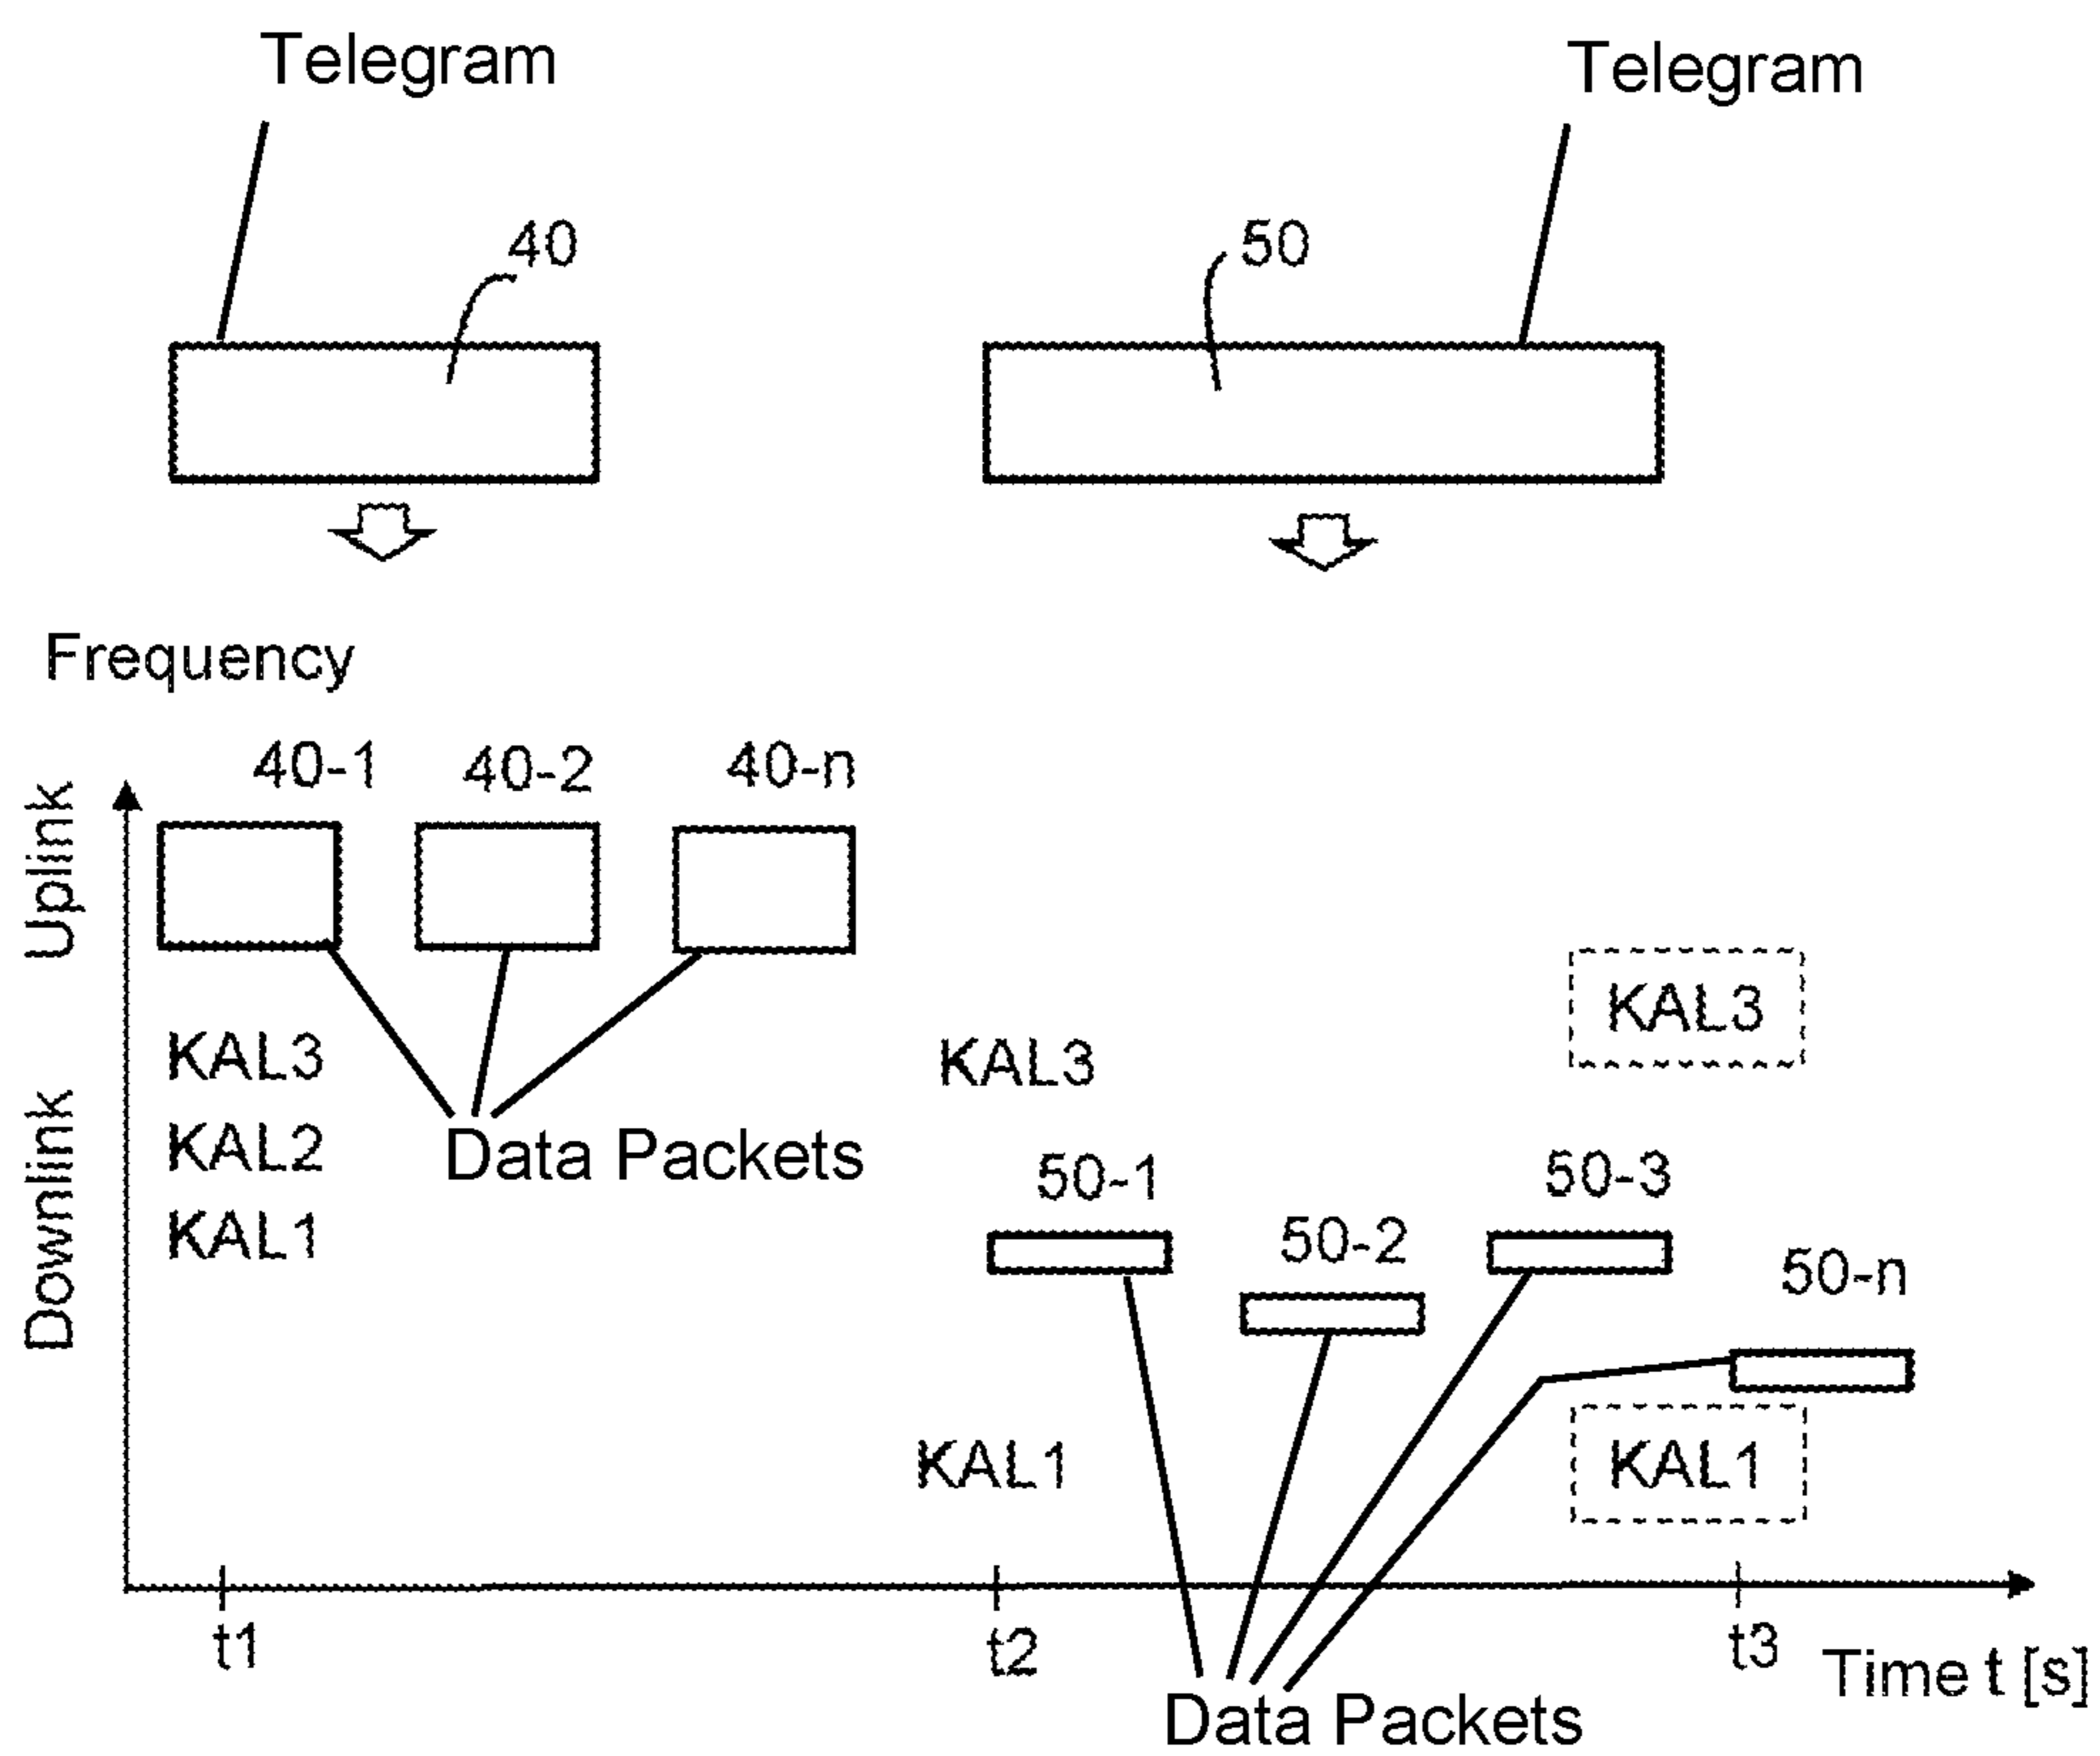 Telegram
Telegram
40
50
Frequency
40-1
40-2
40-n
Uplink
KAL3
KAL3
KAL3
Downlink
KAL2
Data Packets
50-1
50-3
KAL1
50-2
50-n
KAL1
KAL1
t1
t2
t3
Time t [s]
Data Packets